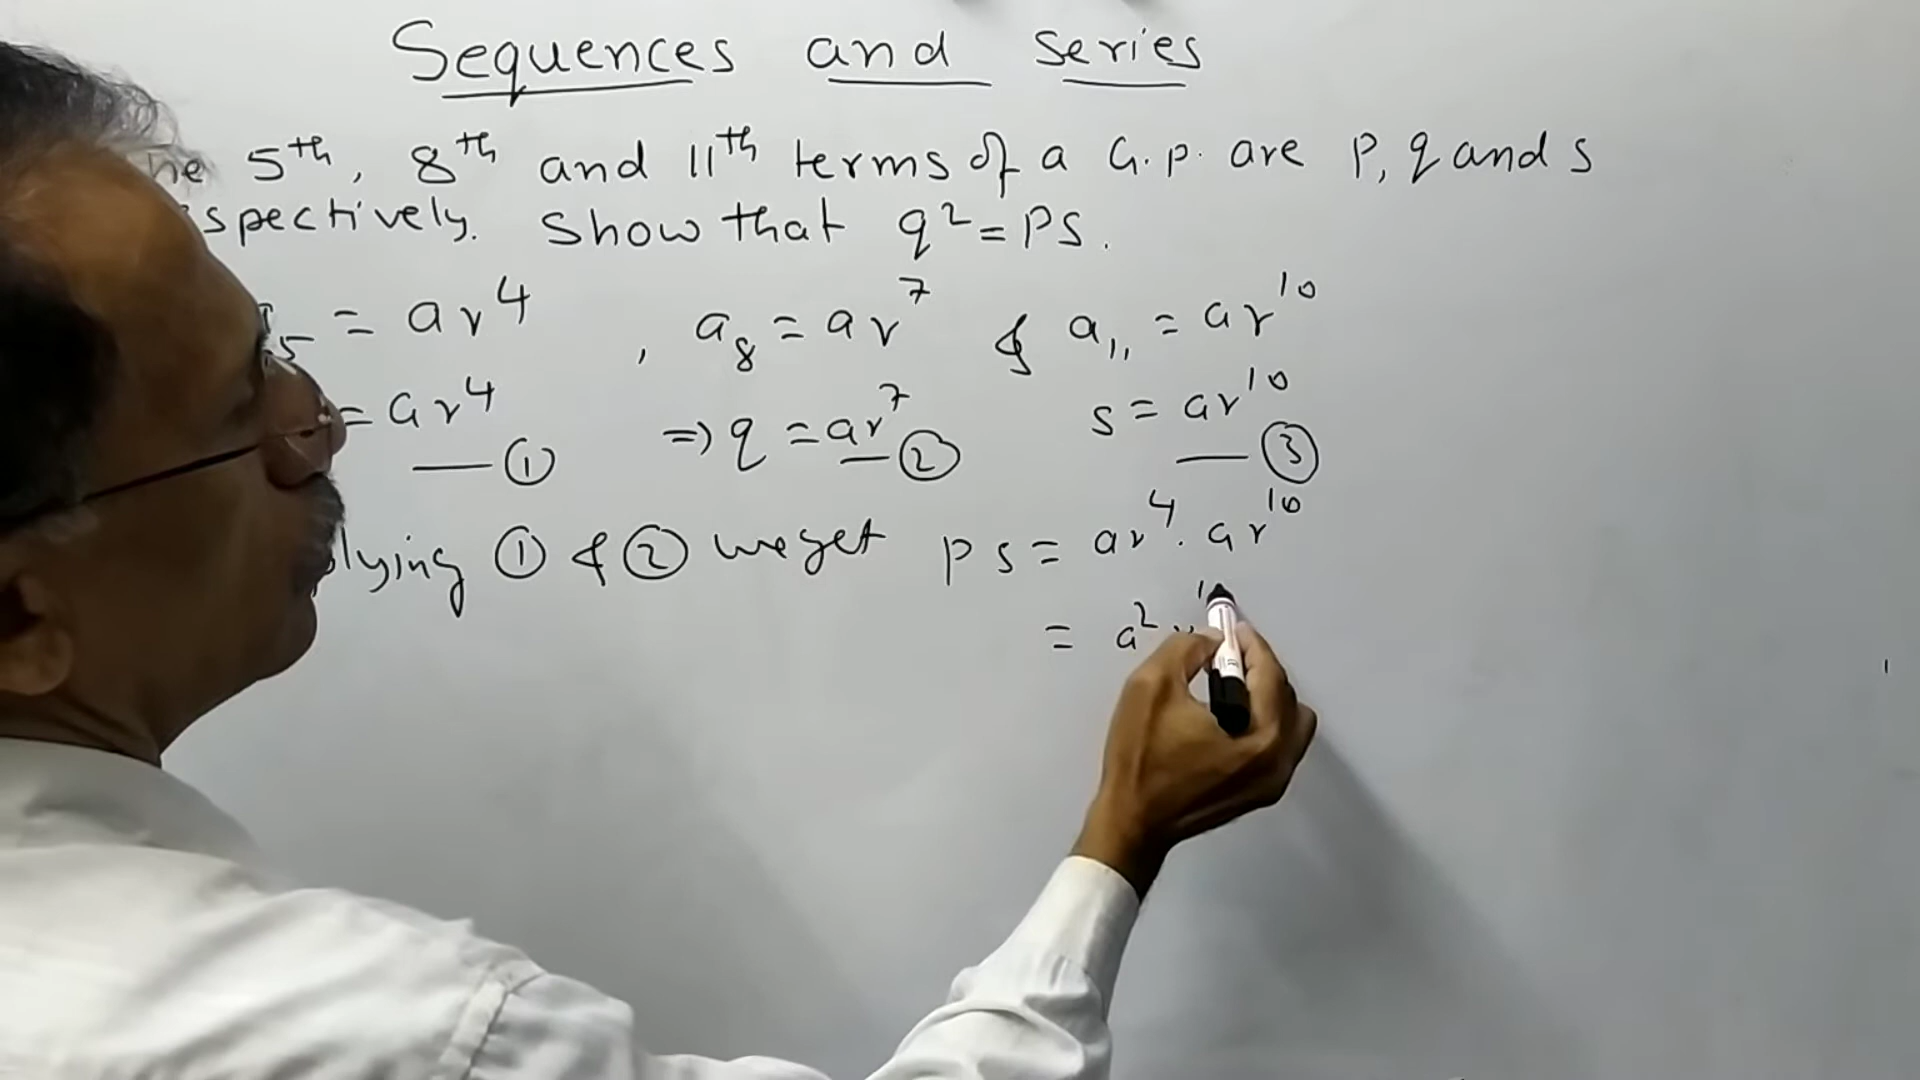 Sequences and series
he 5th, 8th and 11th terms of a G.P. are P, q and s
spectively. Show that q² = PS.
5 = ar⁴ , a₈ = ar⁷ & a₁₁ = ar¹⁰
= ar⁴ ⇒ q = ar⁷ s = ar¹⁰
— ① — ② — ③
lying ① & ② we get ps = ar⁴ . ar¹⁰
= a²